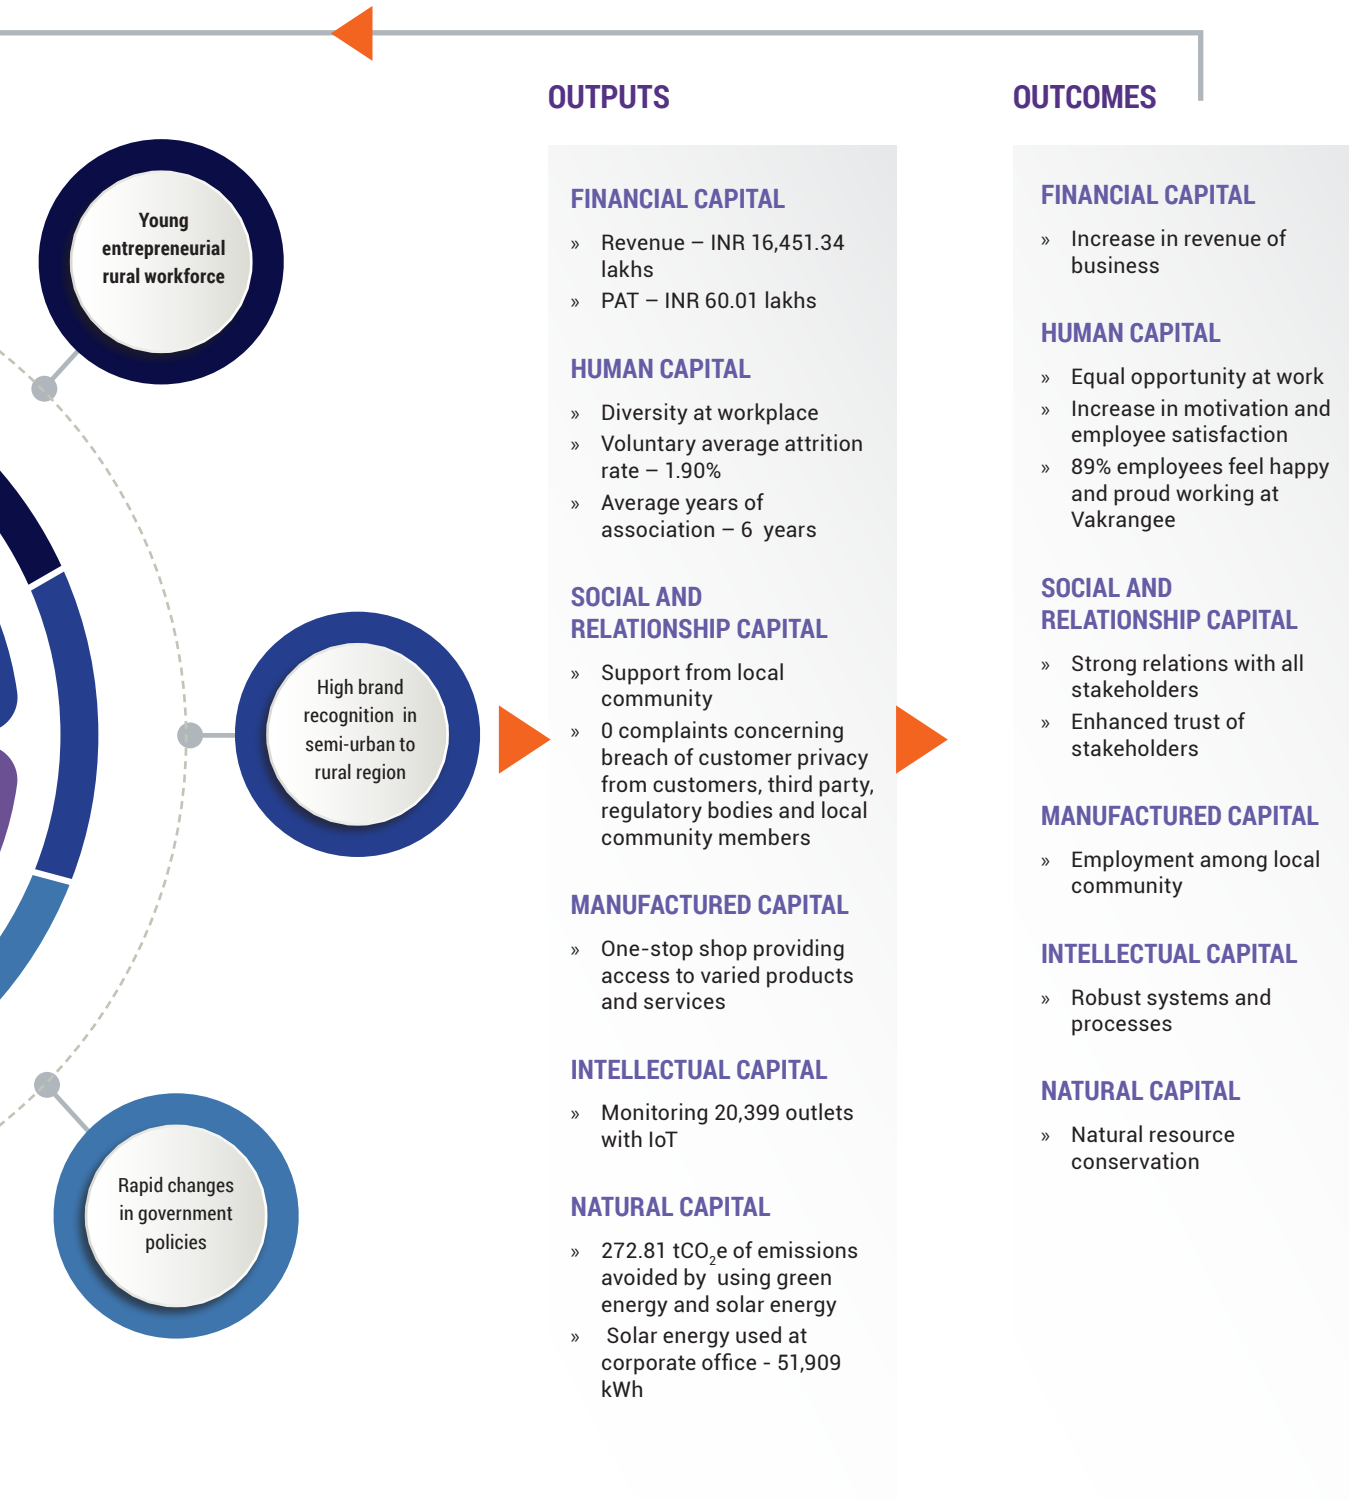 Young
entrepreneurial
rural workforce
High brand
recognition in
semi-urban to
rural region
Rapid changes
in government
policies
OUTPUTS
FINANCIAL CAPITAL
» Revenue – INR 16,451.34
lakhs
» PAT – INR 60.01 lakhs
HUMAN CAPITAL
» Diversity at workplace
» Voluntary average attrition
rate – 1.90%
» Average years of
association – 6 years
SOCIAL AND
RELATIONSHIP CAPITAL
» Support from local
community
» 0 complaints concerning
breach of customer privacy
from customers, third party,
regulatory bodies and local
community members
MANUFACTURED CAPITAL
» One-stop shop providing
access to varied products
and services
INTELLECTUAL CAPITAL
» Monitoring 20,399 outlets
with IoT
NATURAL CAPITAL
» 272.81 tCO₂e of emissions
avoided by using green
energy and solar energy
» Solar energy used at
corporate office - 51,909
kWh
OUTCOMES
FINANCIAL CAPITAL
» Increase in revenue of
business
HUMAN CAPITAL
» Equal opportunity at work
» Increase in motivation and
employee satisfaction
» 89% employees feel happy
and proud working at
Vakrangee
SOCIAL AND
RELATIONSHIP CAPITAL
» Strong relations with all
stakeholders
» Enhanced trust of
stakeholders
MANUFACTURED CAPITAL
» Employment among local
community
INTELLECTUAL CAPITAL
» Robust systems and
processes
NATURAL CAPITAL
» Natural resource
conservation